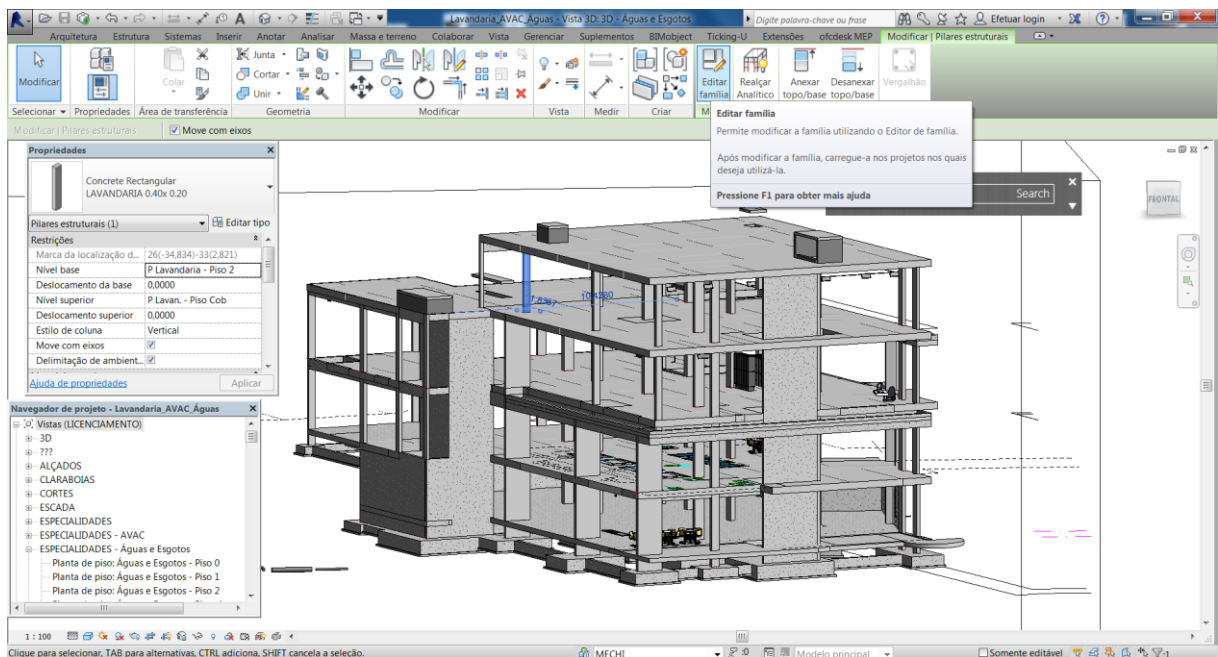 Lavandaria_AVAC_Águas - Vista 3D: 3D - Águas e Esgotos
Digite palavra-chave ou frase
Efetuar login
Arquitetura Estrutura Sistemas Inserir Anotar Analisar Massa e terreno Colaborar Vista Gerenciar Suplementos BIMobject Ticking-U Extensões ofcdesk MEP Modificar | Pilares estruturais
Modificar
Colar
Junta
Cortar
Unir
Editar família
Realçar Analítico
Anexar topo/base
Desanexar topo/base
Vergalhão
Selecionar Propriedades Área de transferência Geometria Modificar Vista Medir Criar M
Modificar | Pilares estruturais
Move com eixos
Editar família
Permite modificar a família utilizando o Editor de família.
Após modificar a família, carregue-a nos projetos nos quais
deseja utilizá-la.
Pressione F1 para obter mais ajuda
Search
FRONTAL
Propriedades
Concrete Rectangular
LAVANDARIA 0.40x 0.20
Pilares estruturais (1)
Editar tipo
Restrições
Marca da localização d... 26(-34,834)-33(2,821)
Nível base P Lavandaria - Piso 2
Deslocamento da base 0,0000
Nível superior P Lavan. - Piso Cob
Deslocamento superior 0,0000
Estilo de coluna Vertical
Move com eixos
Delimitação de ambient...
Ajuda de propriedades
Aplicar
Navegador de projeto - Lavandaria_AVAC_Águas
Vistas (LICENCIAMENTO)
3D
???
ALÇADOS
CLARABOIAS
CORTES
ESCADA
ESPECIALIDADES
ESPECIALIDADES - AVAC
ESPECIALIDADES - Águas e Esgotos
Planta de piso: Águas e Esgotos - Piso 0
Planta de piso: Águas e Esgotos - Piso 1
Planta de piso: Águas e Esgotos - Piso 2
1 : 100
Clique para selecionar, TAB para alternativas, CTRL adiciona, SHIFT cancela a seleção.
MECHI
:0
Modelo principal
Somente editável
:1